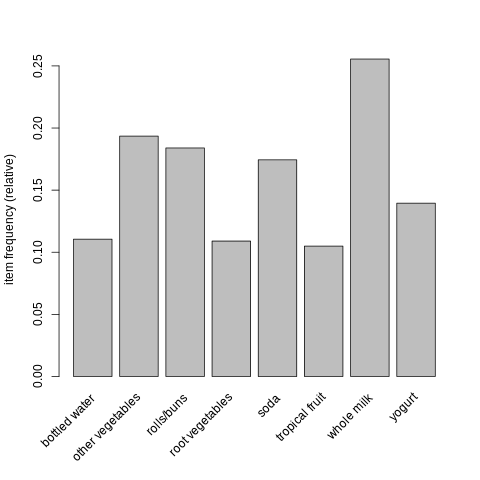 item frequency (relative)
0.25
0.20
0.15
0.10
0.05
0.00
bottled water
other vegetables
rolls/buns
root vegetables
soda
tropical fruit
whole milk
yogurt